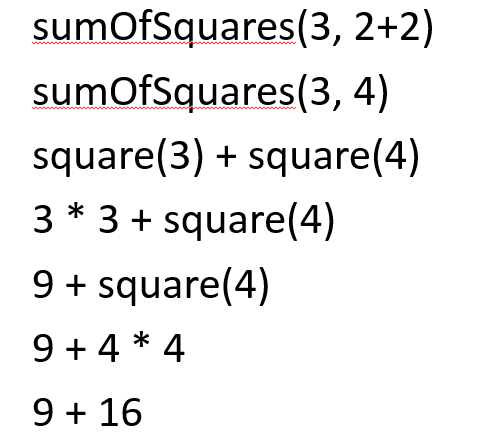 sumOfSquares(3, 2+2)
sumOfSquares(3, 4)
square(3) + square(4)
3 * 3 + square(4)
9 + square(4)
9 + 4 * 4
9 + 16